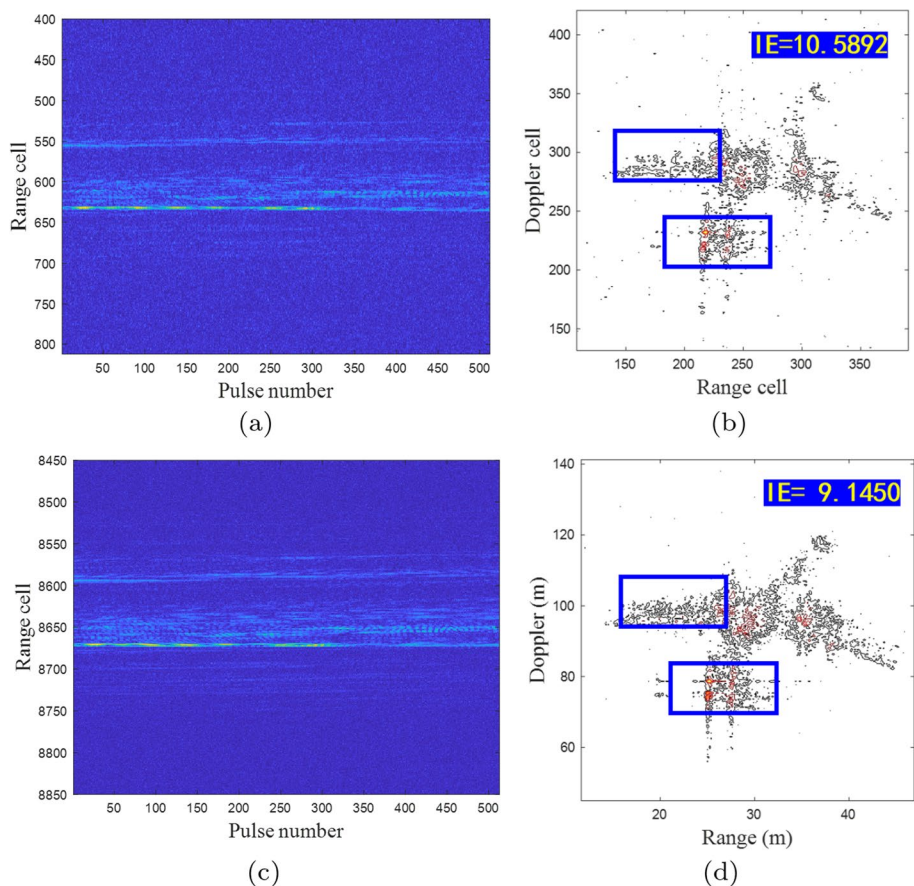 400
500
550
600
650
700
750
800
Range cell
50 100 150 200 250 300 350 400 450 500
Pulse number
(a)
IE=10.5892
400
350
300
250
200
150
Doppler cell
150 200 250 300 350
Range cell
(b)
8450
8500
8550
8600
8650
8700
8750
8800
8850
Range cell
50 100 150 200 250 300 350 400 450 500
Pulse number
(c)
IE= 9.1450
140
120
100
80
60
Doppler (m)
20 30 40
Range (m)
(d)